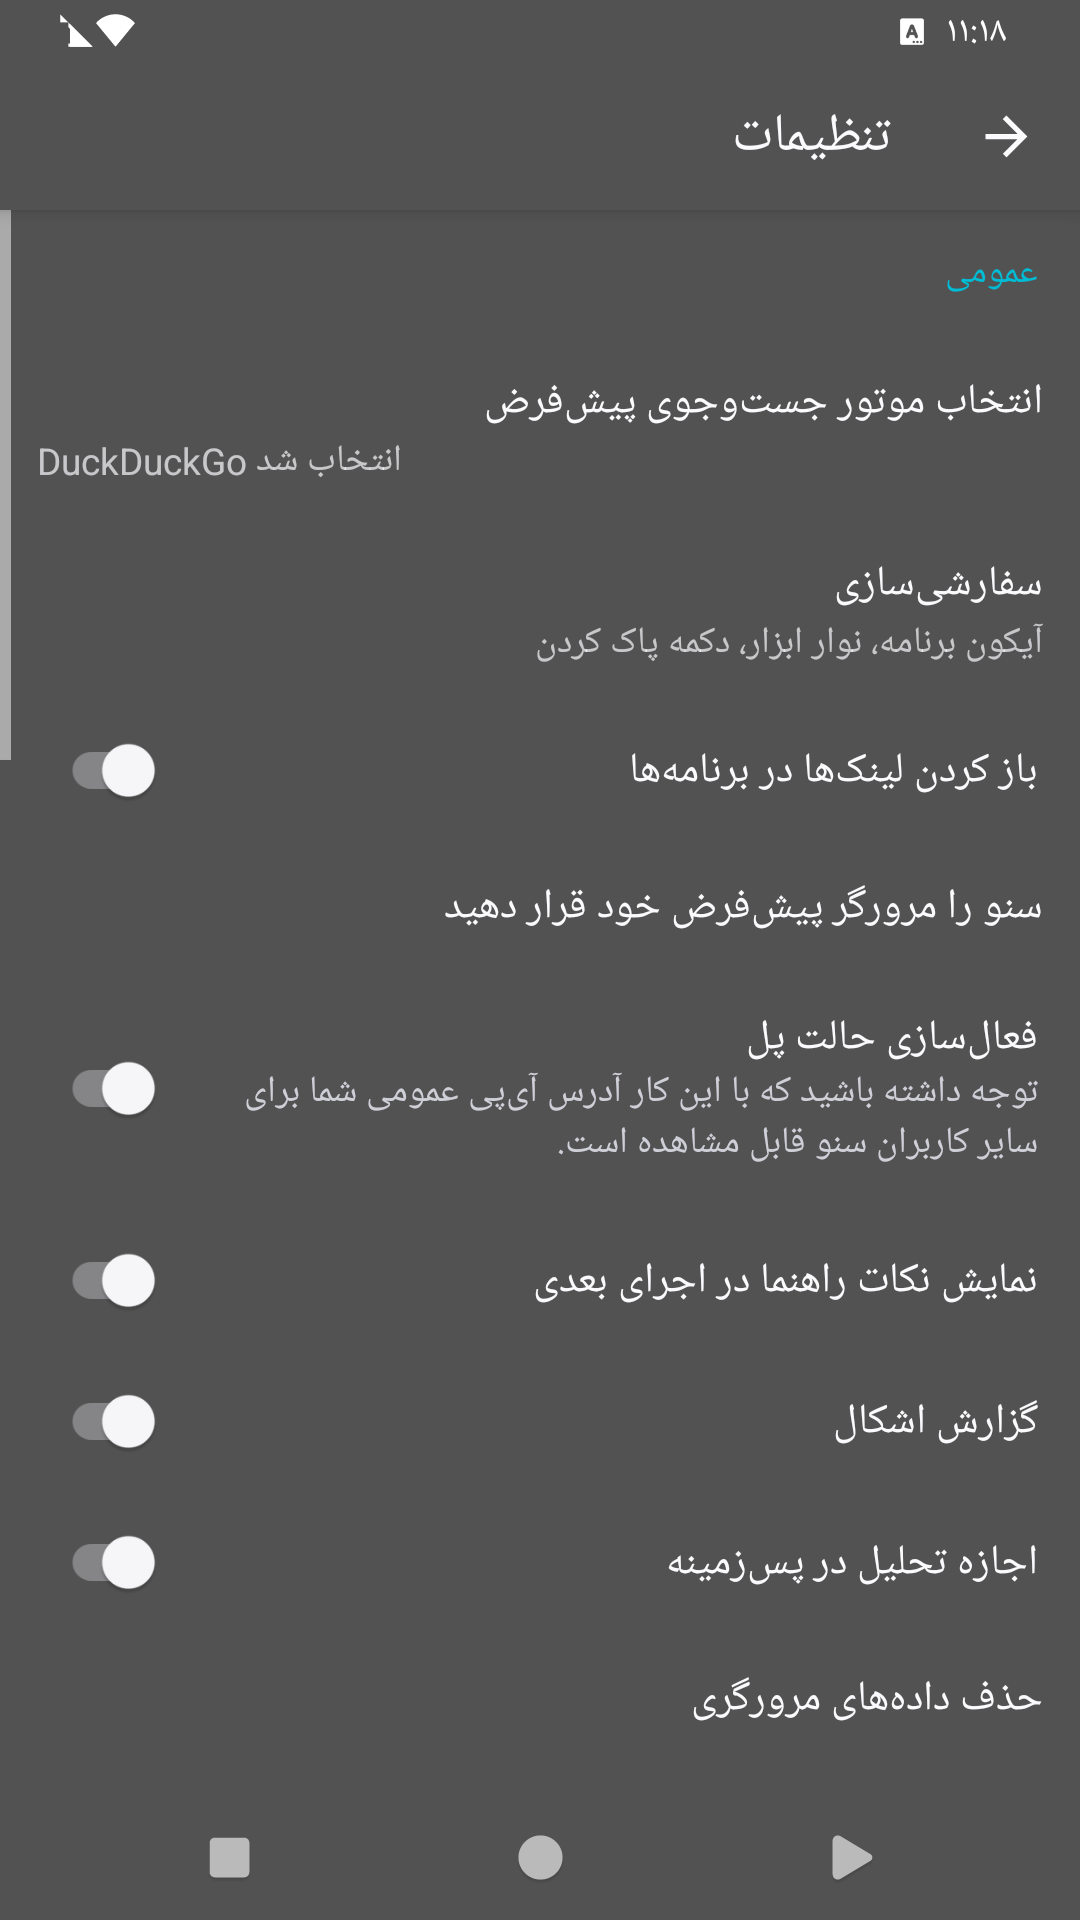 ۱۱:۱۸
تنظیمات
عمومی
انتخاب موتور جست‌وجوی پیش‌فرض
DuckDuckGo انتخاب شد
سفارشی‌سازی
آیکون برنامه، نوار ابزار، دکمه پاک کردن
باز کردن لینک‌ها در برنامه‌ها
سنو را مرورگر پیش‌فرض خود قرار دهید
فعال‌سازی حالت پل
توجه داشته باشید که با این کار آدرس آی‌پی عمومی شما برای
سایر کاربران سنو قابل مشاهده است.
نمایش نکات راهنما در اجرای بعدی
گزارش اشکال
اجازه تحلیل در پس‌زمینه
حذف داده‌های مرورگری